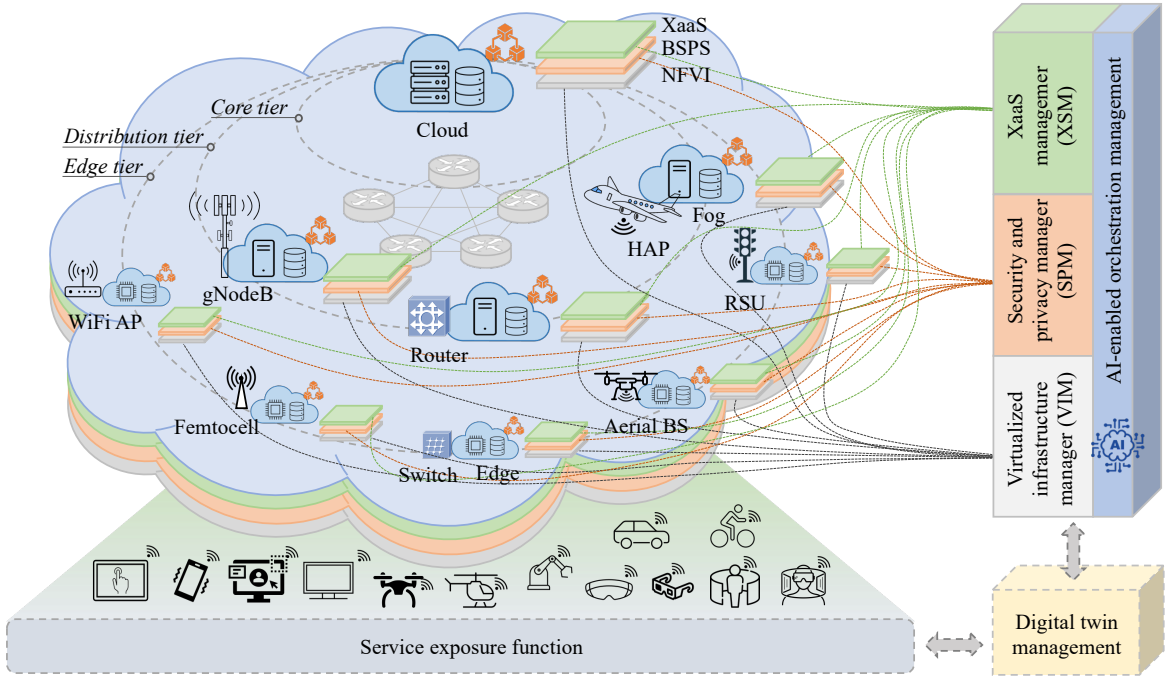 XaaS
BSPS
NFVI
Cloud
Core tier
Distribution tier
Edge tier
Fog
HAP
gNodeB
WiFi AP
RSU
Router
Femtocell
Aerial BS
Switch
Edge
XaaS
managemer
(XSM)
Security and
privacy manager
(SPM)
Virtualized
infrastructure
manager (VIM)
AI-enabled orchestration management
AI
Service exposure function
Digital twin
management